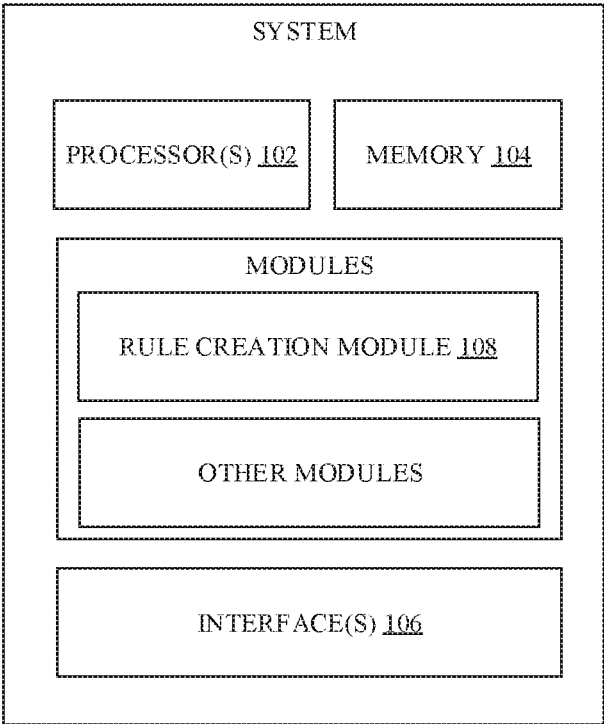 SYSTEM
PROCESSOR(S) 102
MEMORY 104
MODULES
RULE CREATION MODULE 108
OTHER MODULES
INTERFACE(S) 106